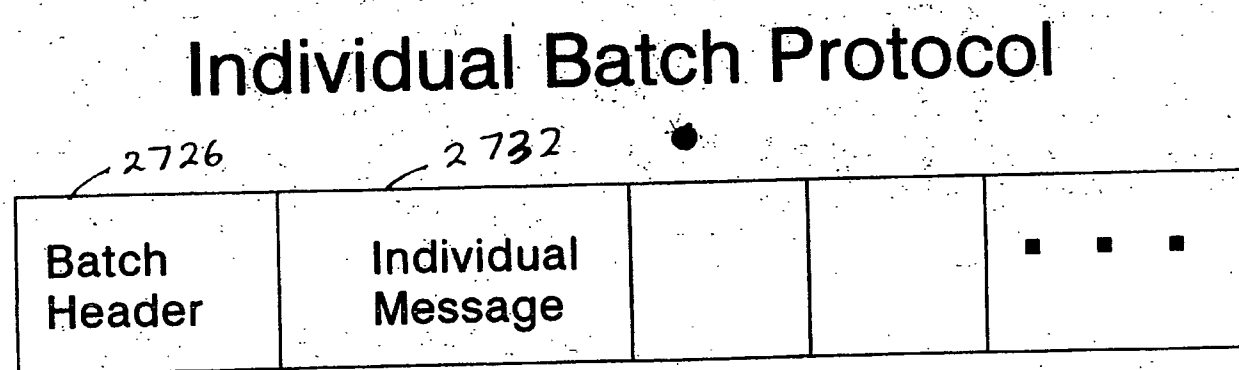 Individual Batch Protocol
2726 2732
Batch Header
Individual Message